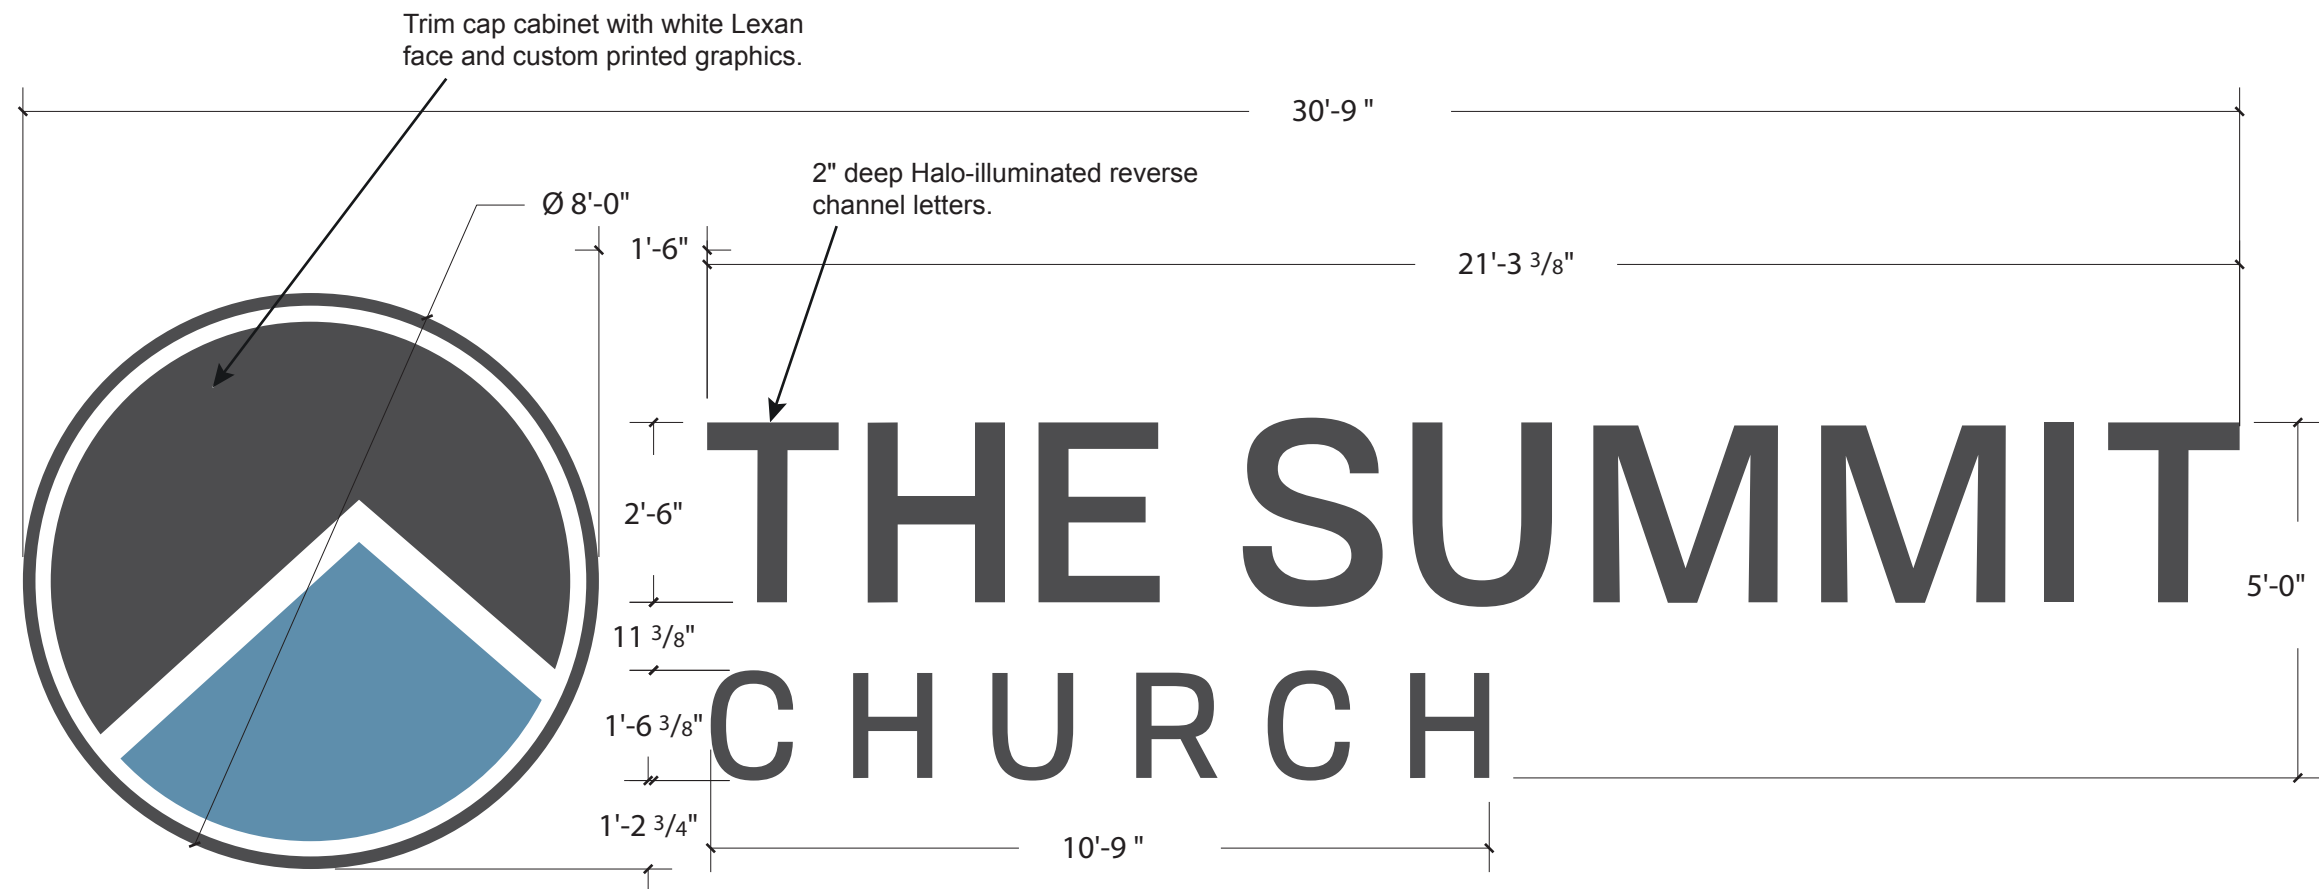 Trim cap cabinet with white Lexan
face and custom printed graphics.
30'-9 "
2" deep Halo-illuminated reverse
channel letters.
Ø 8'-0"
1'-6"
21'-3 3/8"
THE SUMMIT
2'-6"
5'-0"
11 3/8"
CHURCH
1'-6 3/8"
1'-2 3/4"
10'-9 "